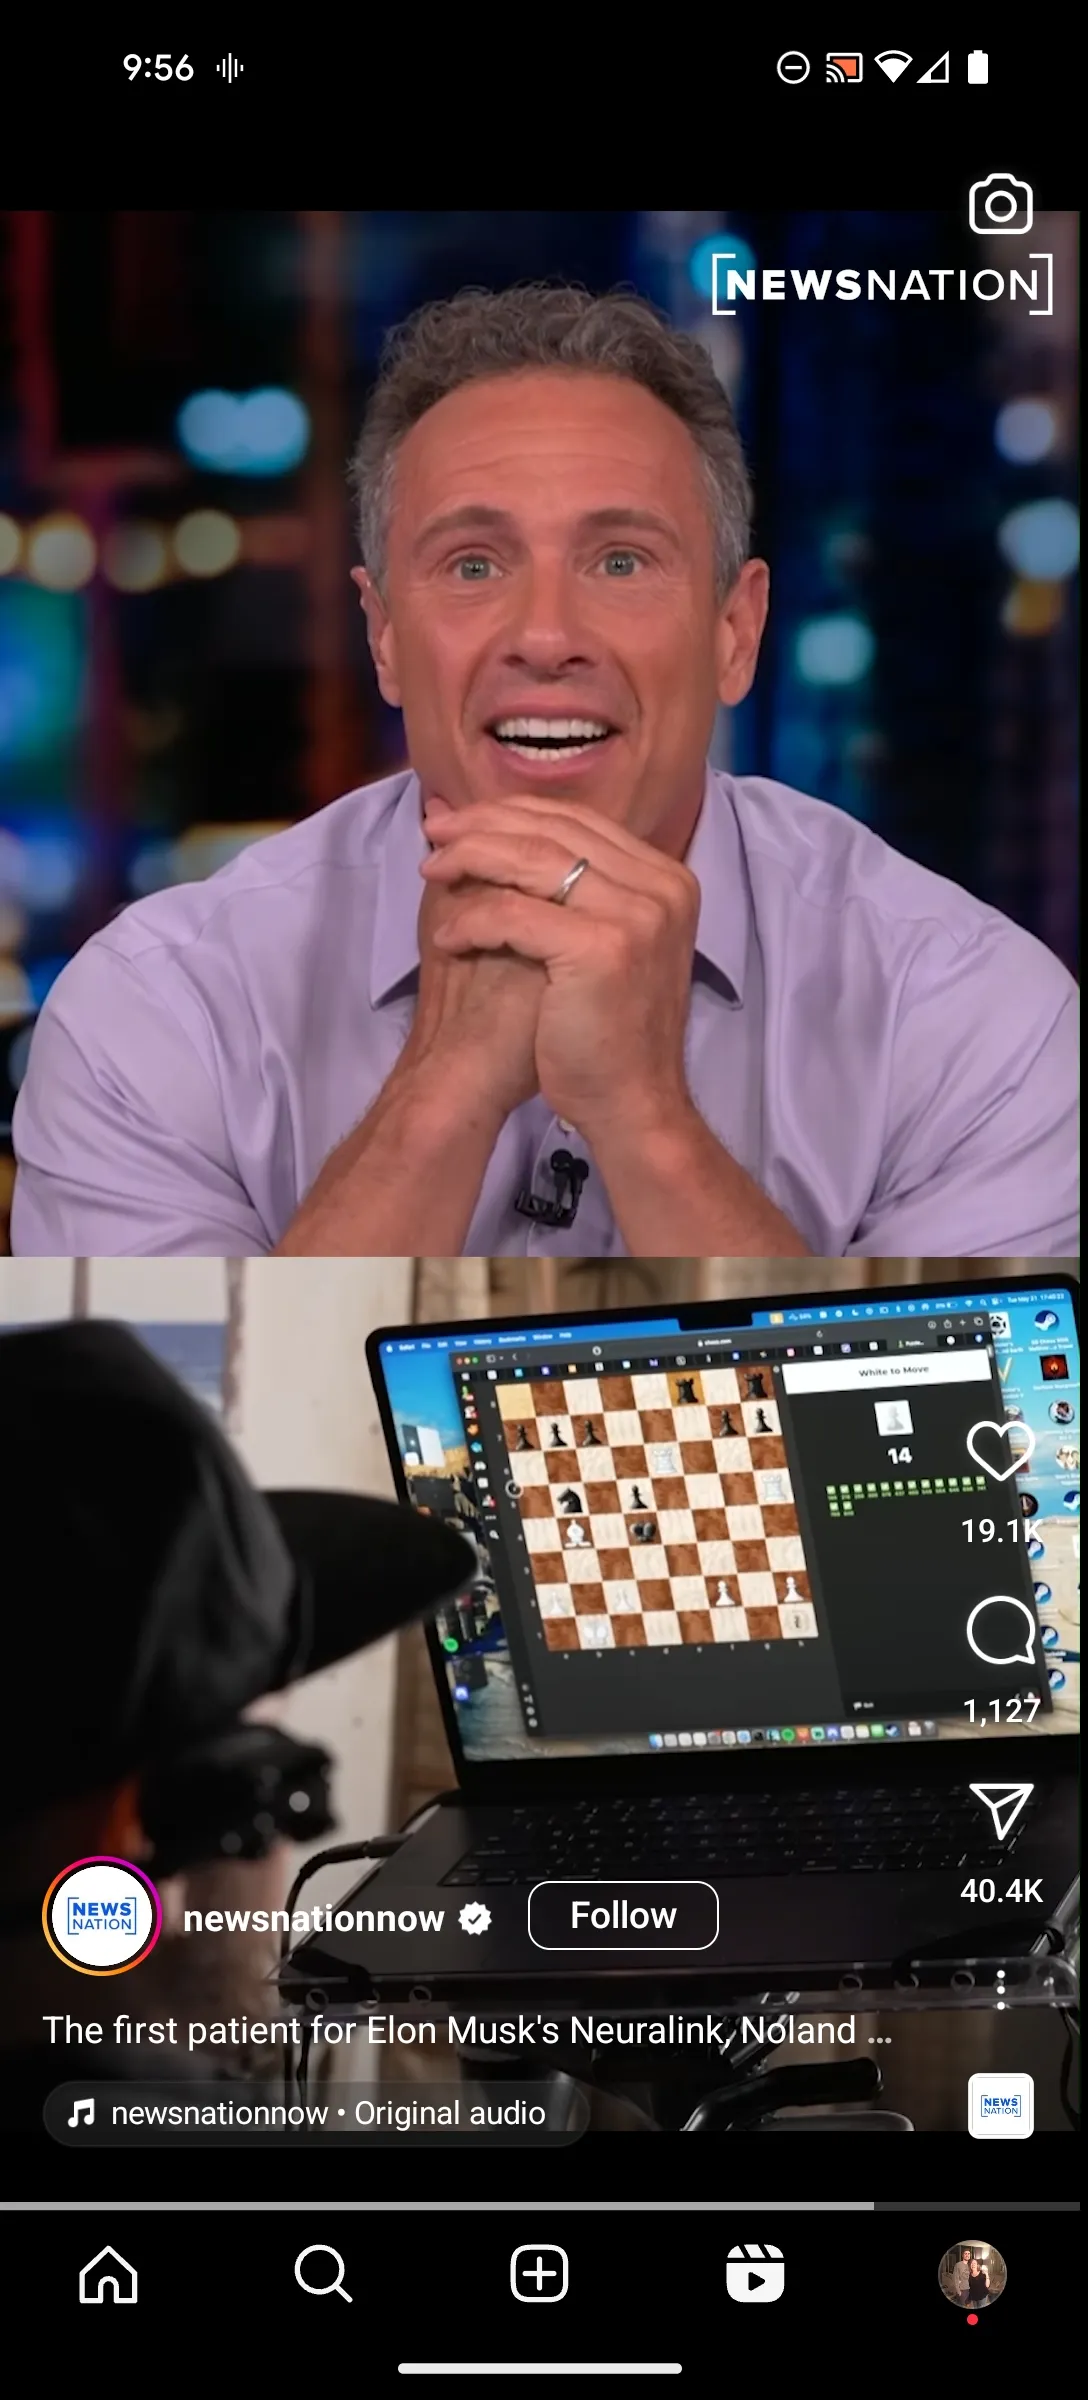 9:56
[NEWSNATION]
White to Move
14
19.1K
1,127
40.4K
NEWS
NATION
newsnationnow
Follow
The first patient for Elon Musk's Neuralink, Noland ...
newsnationnow • Original audio
NEWS
NATION